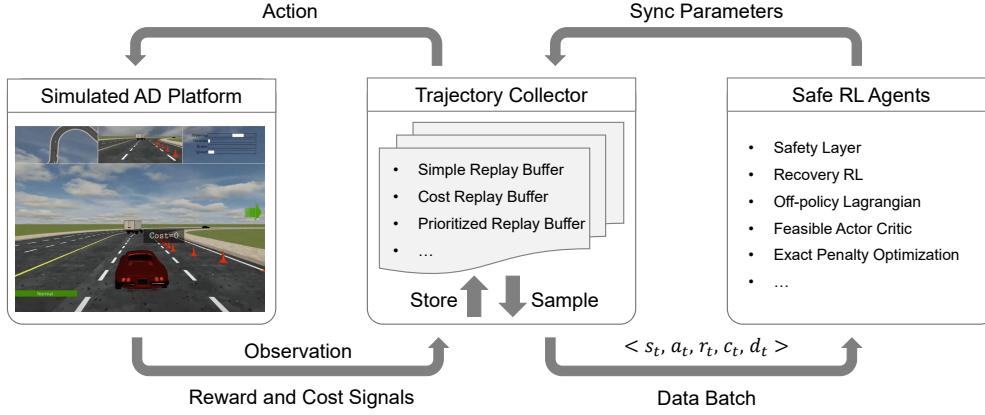 Action
Sync Parameters
Simulated AD Platform
Trajectory Collector
Safe RL Agents
Cost=0
Normal
• Simple Replay Buffer
• Cost Replay Buffer
• Prioritized Replay Buffer
• …
Store
Sample
• Safety Layer
• Recovery RL
• Off-policy Lagrangian
• Feasible Actor Critic
• Exact Penalty Optimization
• …
Observation
Reward and Cost Signals
< s_t, a_t, r_t, c_t, d_t >
Data Batch